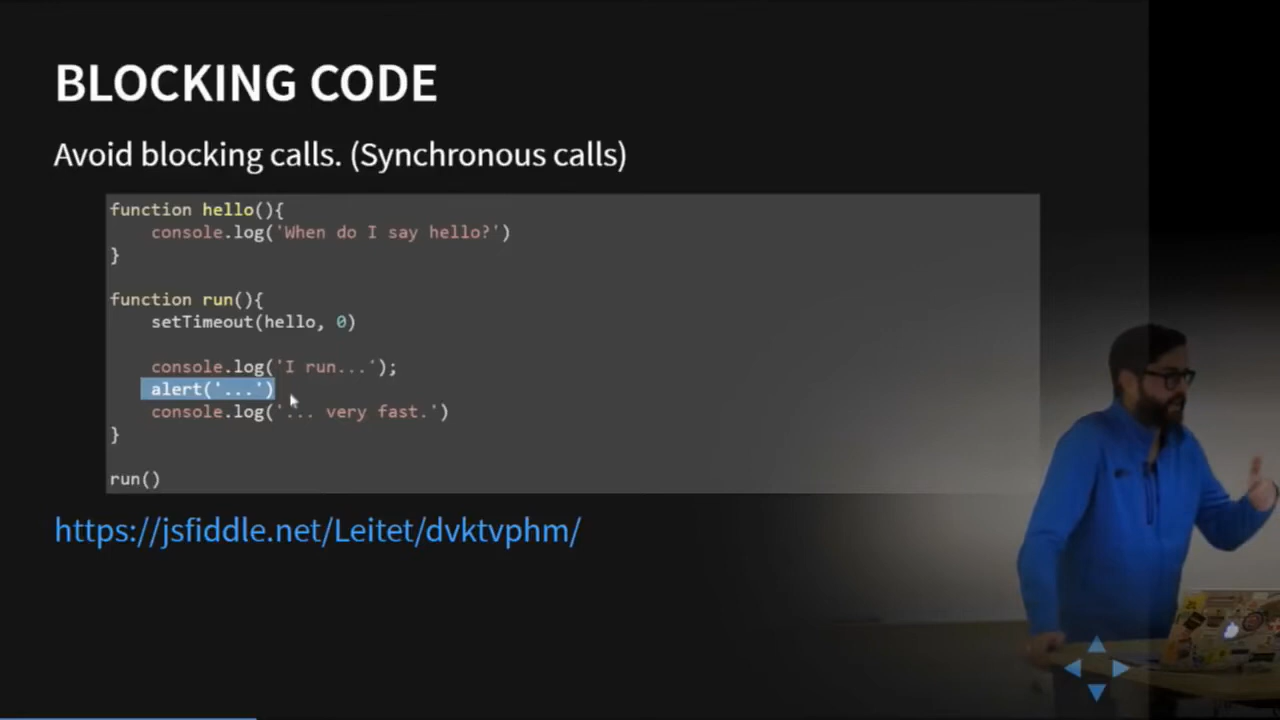 BLOCKING CODE
Avoid blocking calls. (Synchronous calls)
function hello(){
    console.log('When do I say hello?')
}
function run(){
    setTimeout(hello, 0)
    console.log('I run...');
    alert('...')
    console.log('... very fast.')
}
run()
https://jsfiddle.net/Leitet/dvktvphm/